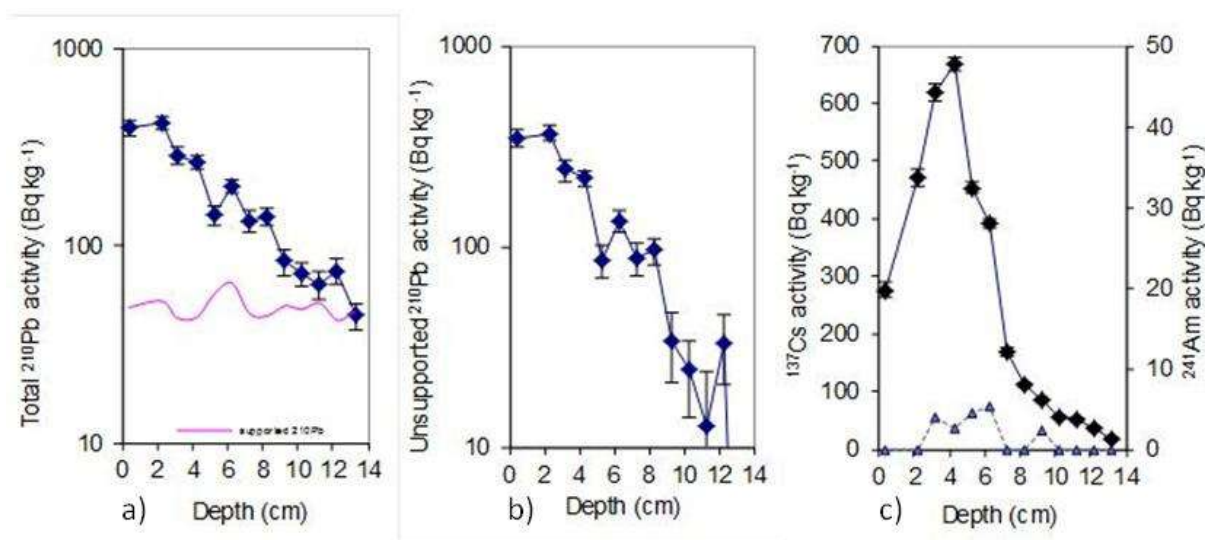 1000
100
10
0 2 4 6 8 10 12 14
Total ²¹⁰Pb activity (Bq kg⁻¹)
supported 210Pb
a) Depth (cm)
1000
100
10
0 2 4 6 8 10 12 14
Unsupported ²¹⁰Pb activity (Bq kg⁻¹)
b) Depth (cm)
700
600
500
400
300
200
100
0
0 2 4 6 8 10 12 14
¹³⁷Cs activity (Bq kg⁻¹)
50
40
30
20
10
0
²⁴¹Am activity (Bq kg⁻¹)
c) Depth (cm)